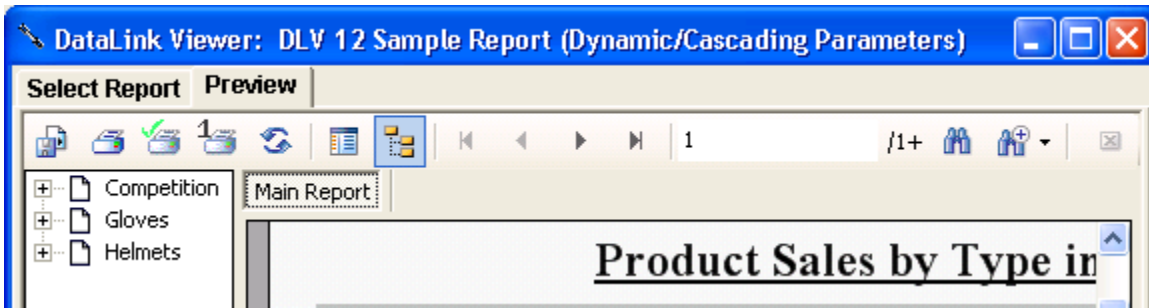 DataLink Viewer: DLV 12 Sample Report (Dynamic/Cascading Parameters)
Select Report Preview
1 1 /1+
Competition Main Report
Gloves
Helmets
Product Sales by Type in